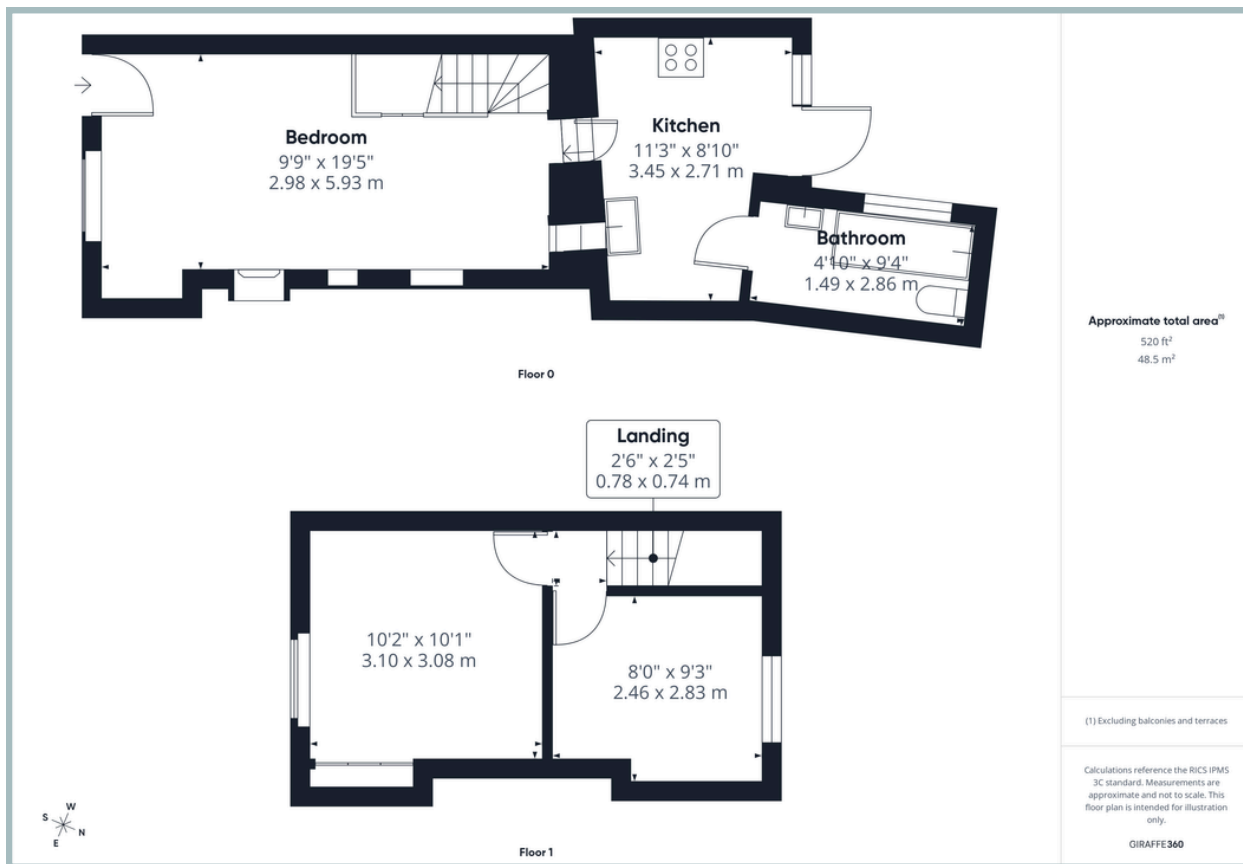 Bedroom
9'9" x 19'5"
2.98 x 5.93 m
Kitchen
11'3" x 8'10"
3.45 x 2.71 m
Bathroom
4'10" x 9'4"
1.49 x 2.86 m
Floor 0
Landing
2'6" x 2'5"
0.78 x 0.74 m
10'2" x 10'1"
3.10 x 3.08 m
8'0" x 9'3"
2.46 x 2.83 m
W
S
N
E
Floor 1
Approximate total area(1)
520 ft²
48.5 m²
(1) Excluding balconies and terraces
Calculations reference the RICS IPMS
3C standard. Measurements are
approximate and not to scale. This
floor plan is intended for illustration
only.
GIRAFFE360